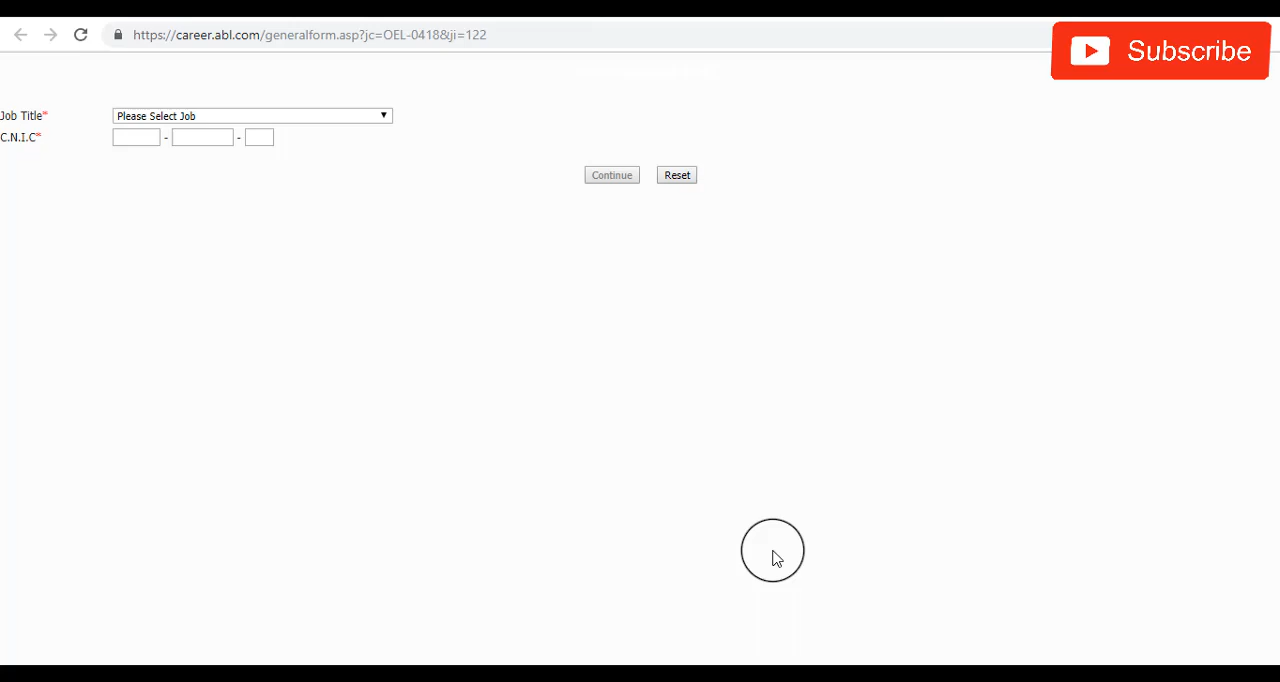 https://career.abl.com/generalform.asp?jc=OEL-0418&ji=122
Subscribe
Job Title*
Please Select Job
C.N.I.C*
- -
Continue
Reset